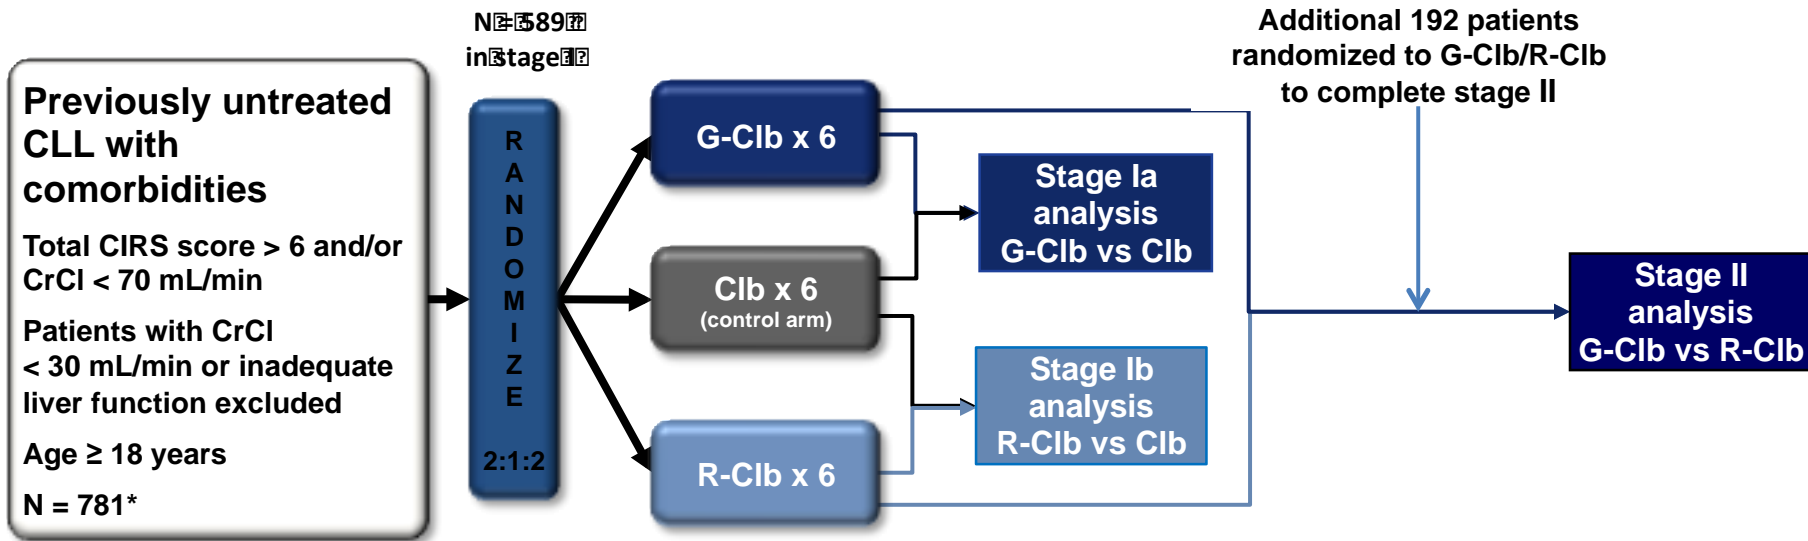 N = 589
in stage I
Additional 192 patients
randomized to G-Clb/R-Clb
to complete stage II
Previously untreated
CLL with
comorbidities
Total CIRS score > 6 and/or
CrCl < 70 mL/min
Patients with CrCl
< 30 mL/min or inadequate
liver function excluded
Age ≥ 18 years
N = 781*
R
A
N
D
O
M
I
Z
E
2:1:2
G-Clb x 6
Clb x 6
(control arm)
R-Clb x 6
Stage Ia
analysis
G-Clb vs Clb
Stage Ib
analysis
R-Clb vs Clb
Stage II
analysis
G-Clb vs R-Clb